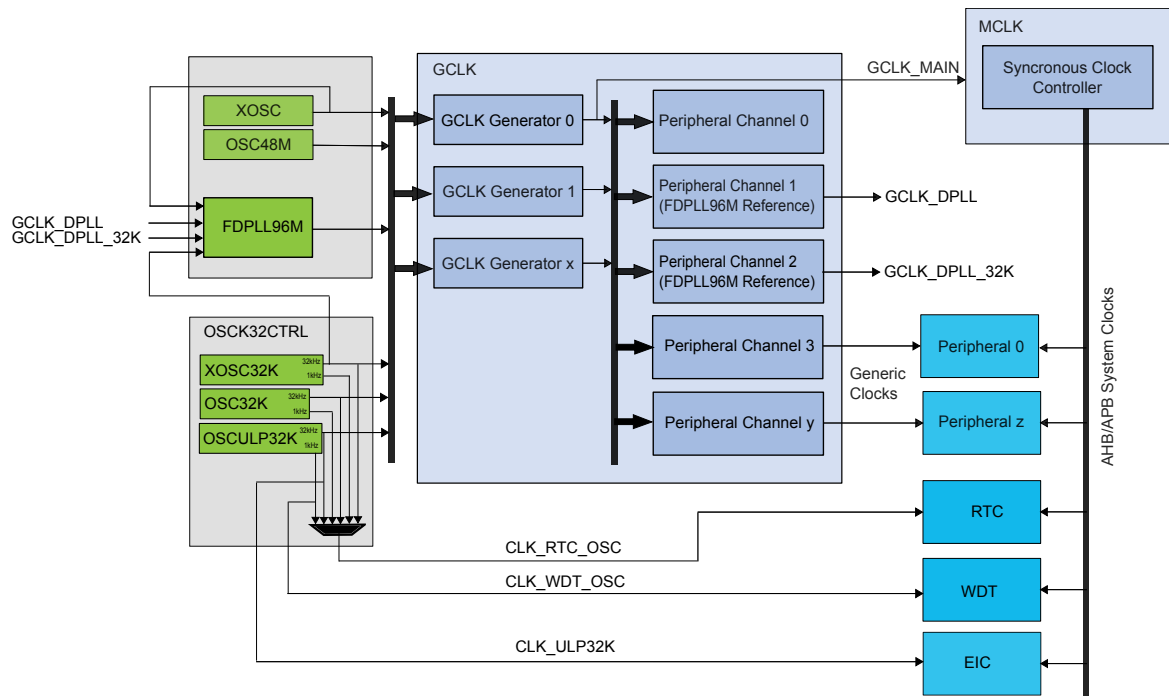 MCLK
Syncronous Clock
Controller
GCLK_MAIN
GCLK
XOSC
OSC48M
FDPLL96M
GCLK_DPLL
GCLK_DPLL_32K
GCLK Generator 0
GCLK Generator 1
GCLK Generator x
Peripheral Channel 0
Peripheral Channel 1
(FDPLL96M Reference)
GCLK_DPLL
Peripheral Channel 2
(FDPLL96M Reference)
GCLK_DPLL_32K
Peripheral Channel 3
Peripheral Channel y
Generic
Clocks
Peripheral 0
Peripheral z
AHB/APB System Clocks
OSCK32CTRL
XOSC32K
32kHz
1kHz
OSC32K
32kHz
1kHz
OSCULP32K
32kHz
1kHz
CLK_RTC_OSC
RTC
CLK_WDT_OSC
WDT
CLK_ULP32K
EIC